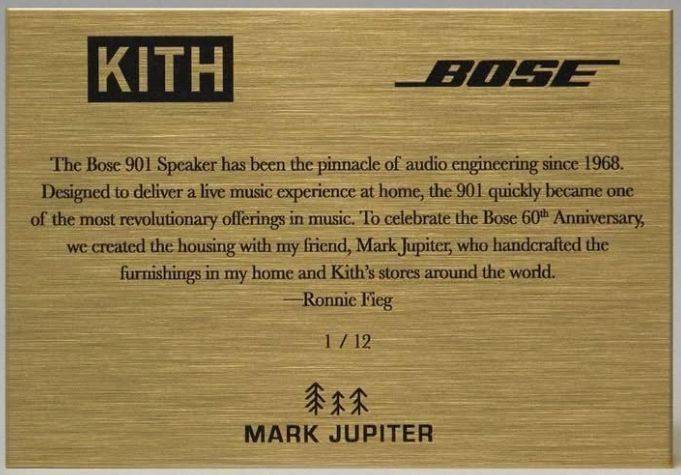 KITH
BOSE
The Bose 901 Speaker has been the pinnacle of audio engineering since 1968.
Designed to deliver a live music experience at home, the 901 quickly became one
of the most revolutionary offerings in music. To celebrate the Bose 60th Anniversary,
we created the housing with my friend, Mark Jupiter, who handcrafted the
furnishings in my home and Kith's stores around the world.
—Ronnie Fieg
1 / 12
MARK JUPITER